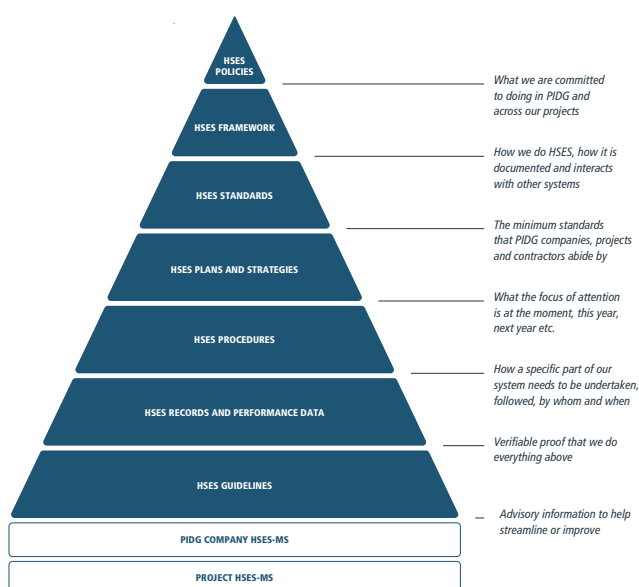 HSES
POLICIES
What we are committed
to doing in PIDG and
across our projects
HSES FRAMEWORK
How we do HSES, how it is
documented and interacts
with other systems
HSES STANDARDS
The minimum standards
that PIDG companies, projects
and contractors abide by
HSES PLANS AND STRATEGIES
What the focus of attention
is at the moment, this year,
next year etc.
HSES PROCEDURES
How a specific part of our
system needs to be undertaken,
followed, by whom and when
HSES RECORDS AND PERFORMANCE DATA
Verifiable proof that we do
everything above
HSES GUIDELINES
Advisory information to help
streamline or improve
PIDG COMPANY HSES-MS
PROJECT HSES-MS